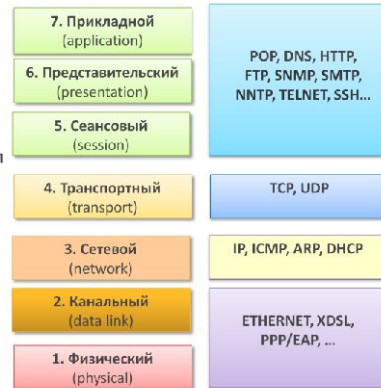 7. Прикладной
(application)
6. Представительский
(presentation)
5. Сеансовый
(session)
POP, DNS, HTTP,
FTP, SNMP, SMTP,
NNTP, TELNET, SSH...
4. Транспортный
(transport)
TCP, UDP
3. Сетевой
(network)
IP, ICMP, ARP, DHCP
2. Канальный
(data link)
1. Физический
(physical)
ETHERNET, XDSL,
PPP/EAP, ...